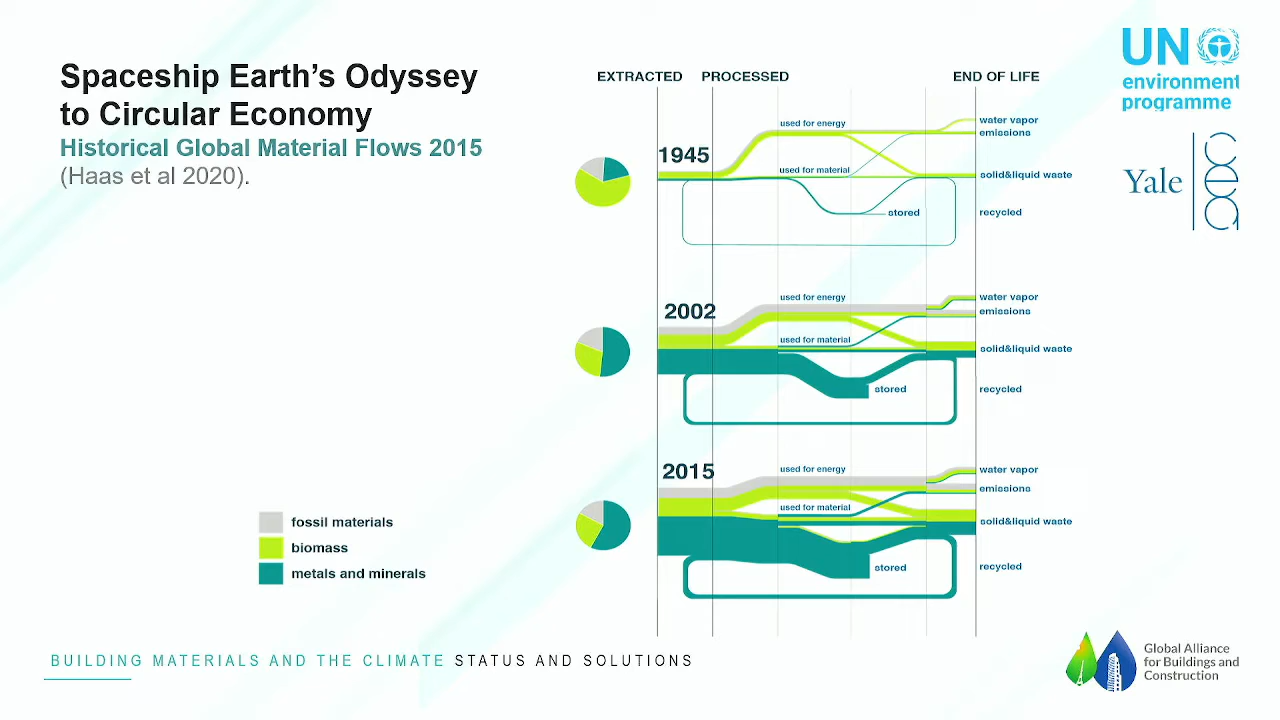 Spaceship Earth's Odyssey
to Circular Economy
Historical Global Material Flows 2015
(Haas et al 2020).
EXTRACTED PROCESSED END OF LIFE
1945
used for energy
used for material
stored
water vapor
emissions
solid&liquid waste
recycled
2002
used for energy
used for material
stored
water vapor
emissions
solid&liquid waste
recycled
2015
used for energy
used for material
stored
water vapor
emissions
solid&liquid waste
recycled
fossil materials
biomass
metals and minerals
UN
environment
programme
Yale
cea
BUILDING MATERIALS AND THE CLIMATE STATUS AND SOLUTIONS
Global Alliance
for Buildings and
Construction